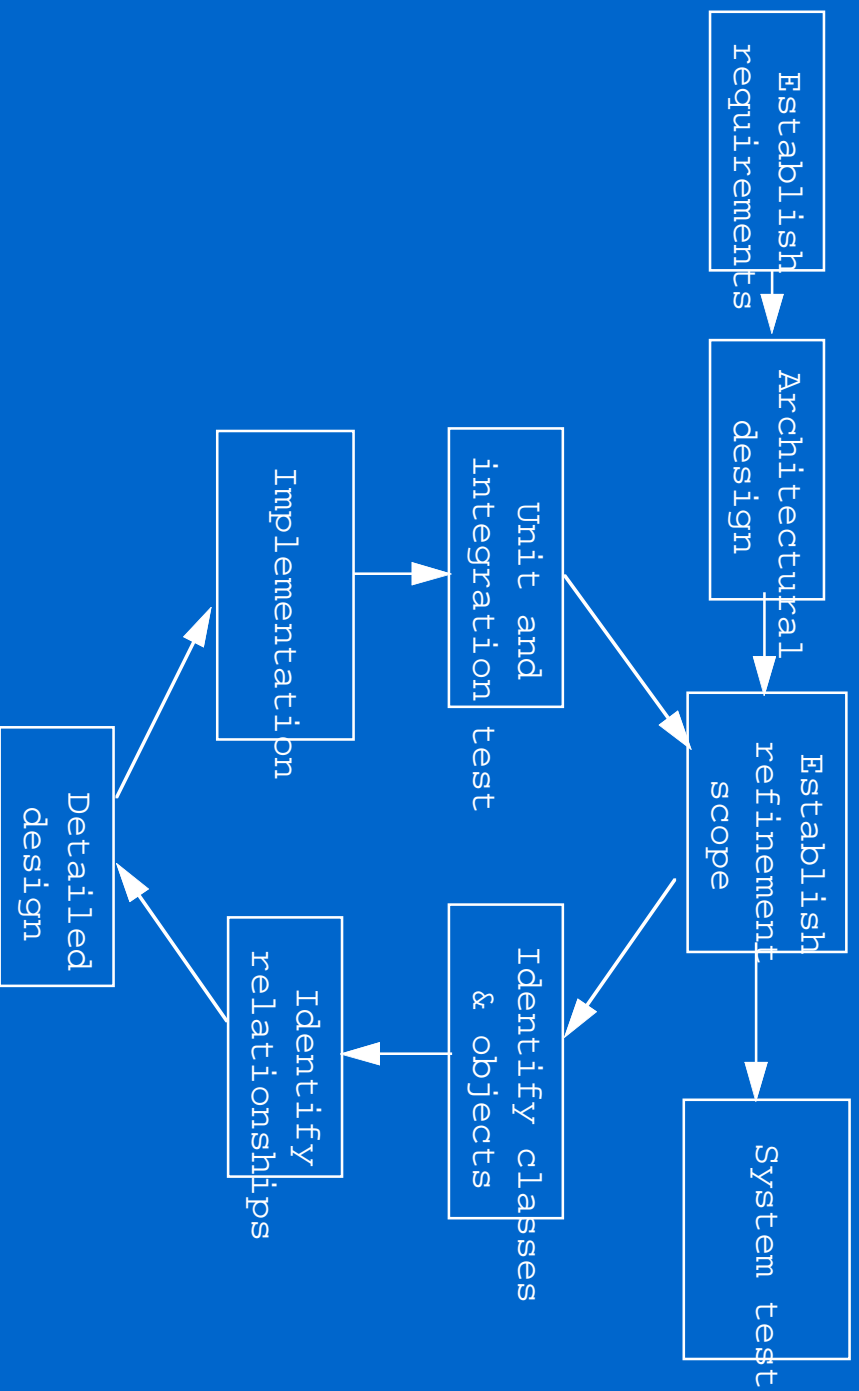 Establish
requirements
Architectural
design
Establish
refinement
scope
System test
Unit and
integration test
Identify classes
& objects
Implementation
Identify
relationships
Detailed
design